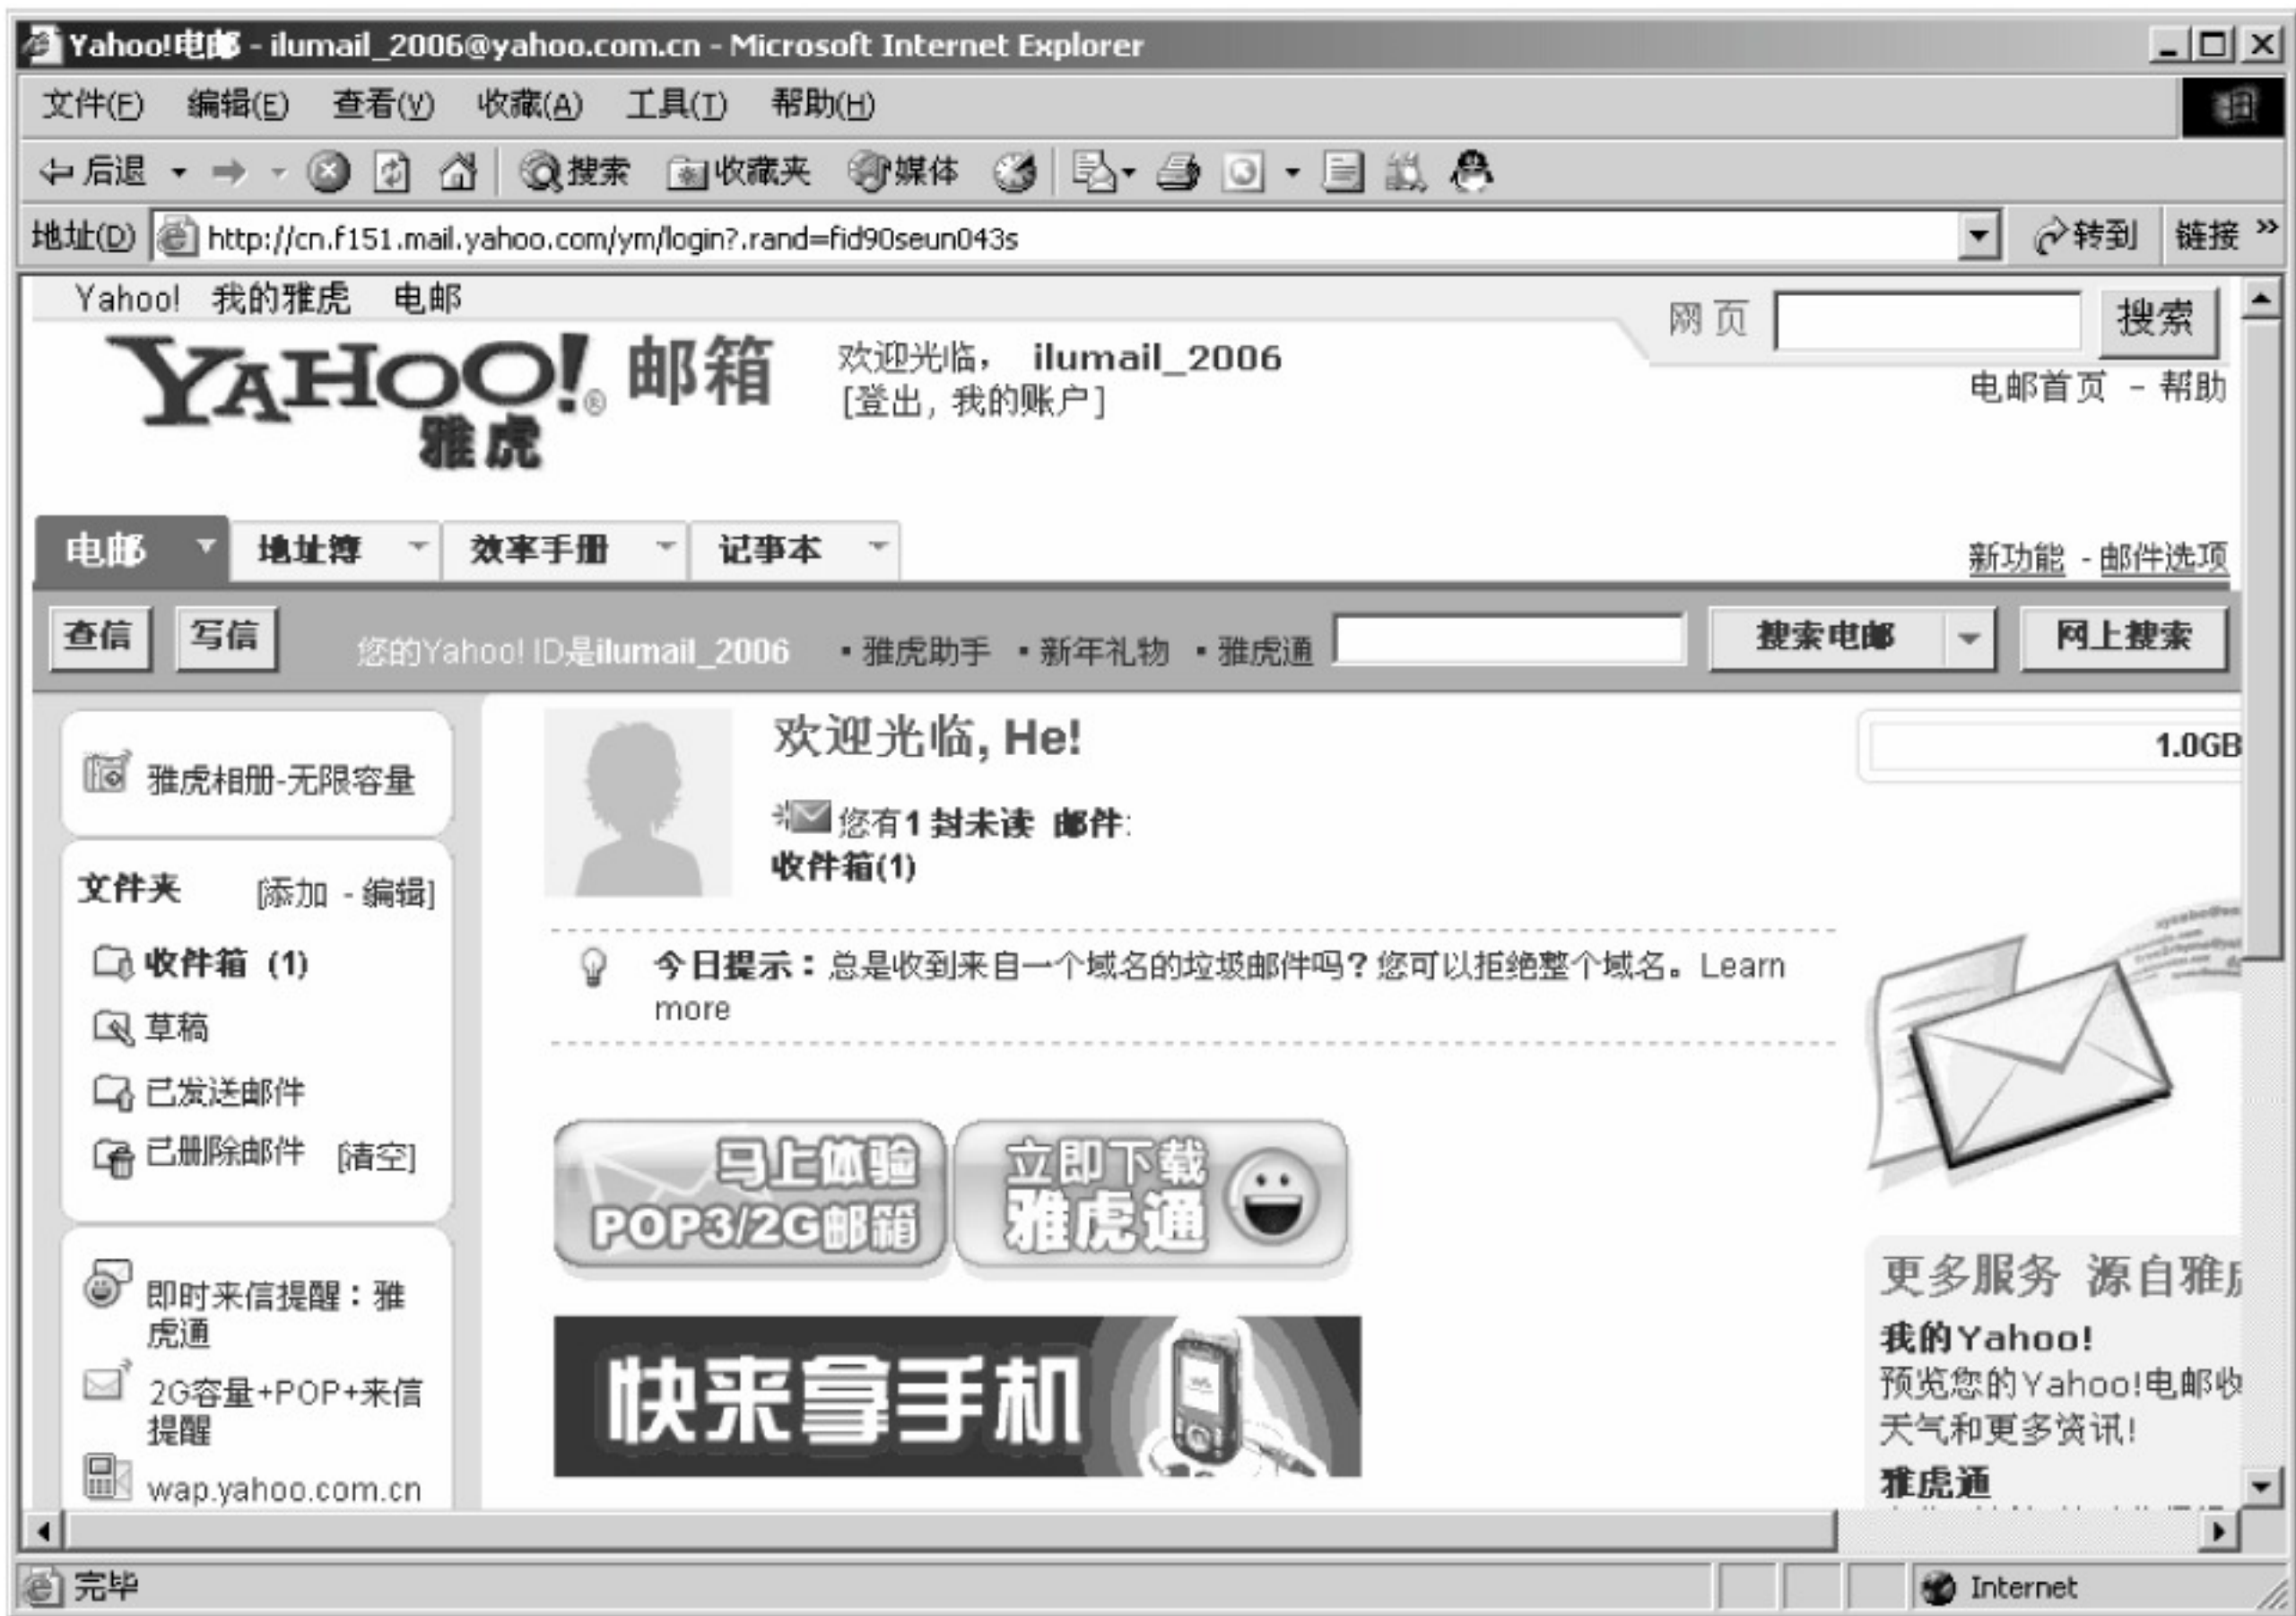 Yahoo!电邮 - ilumail_2006@yahoo.com.cn - Microsoft Internet Explorer
文件(F) 编辑(E) 查看(V) 收藏(A) 工具(T) 帮助(H)
后退 搜索 收藏夹 媒体
地址(D) http://cn.f151.mail.yahoo.com/ym/login?.rand=fid90seun043s 转到 链接 »
Yahoo! 我的雅虎 电邮
网页 搜索
YAHOO!® 邮箱
雅虎
欢迎光临， ilumail_2006
[登出, 我的账户]
电邮首页 - 帮助
电邮 地址簿 效率手册 记事本
新功能 - 邮件选项
查信 写信 您的Yahoo! ID是ilumail_2006 ▪ 雅虎助手 ▪ 新年礼物 ▪ 雅虎通 搜索电邮 网上搜索
雅虎相册-无限容量
文件夹 [添加 - 编辑]
收件箱 (1)
草稿
已发送邮件
已删除邮件 [清空]
即时来信提醒：雅
虎通
2G容量+POP+来信
提醒
wap.yahoo.com.cn
欢迎光临, He!
您有1 封未读 邮件:
收件箱(1)
今日提示：总是收到来自一个域名的垃圾邮件吗？您可以拒绝整个域名。Learn
more
马上体验
POP3/2G邮箱
立即下载
雅虎通
快来拿手机
1.0GB
更多服务 源自雅虎
我的Yahoo!
预览您的Yahoo!电邮收
天气和更多资讯!
雅虎通
完毕 Internet